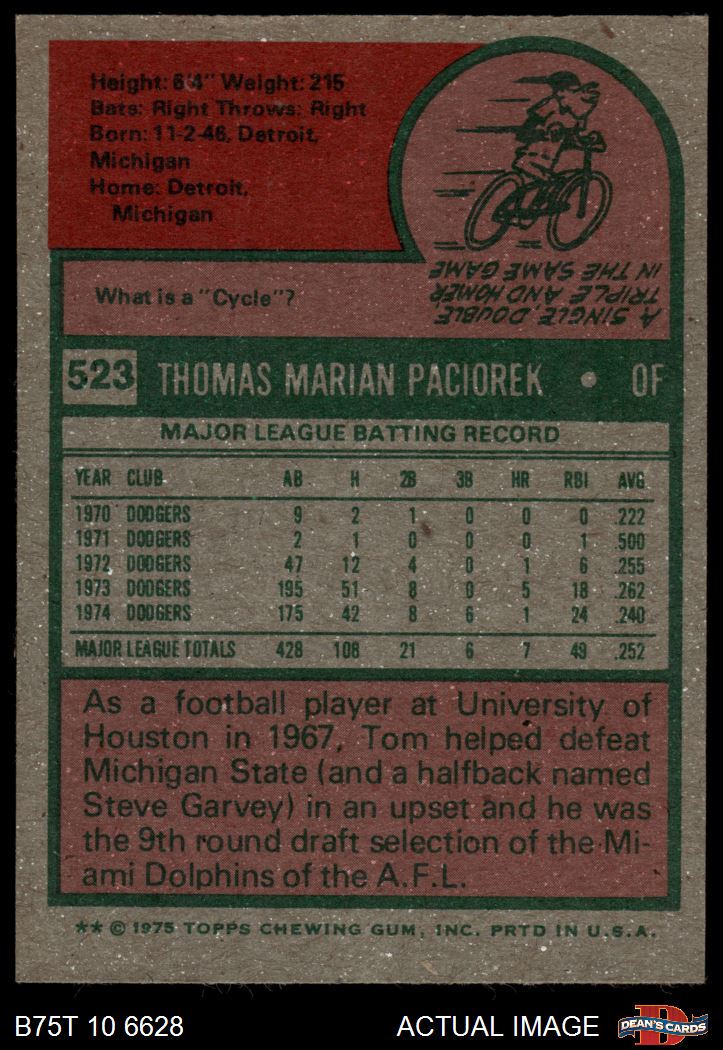 Height: 6'4" Weight: 215
Bats: Right Throws: Right
Born: 11-2-46, Detroit,
Michigan
Home: Detroit,
Michigan
What is a "Cycle"?
A SINGLE, DOUBLE,
TRIPLE AND HOMER
IN THE SAME GAME
523 THOMAS MARIAN PACIOREK • OF
MAJOR LEAGUE BATTING RECORD
YEAR CLUB AB H 2B 3B HR RBI AVG.
1970 DODGERS 9 2 1 0 0 0 .222
1971 DODGERS 2 1 0 0 0 1 .500
1972 DODGERS 47 12 4 0 1 6 .255
1973 DODGERS 195 51 8 0 5 18 .262
1974 DODGERS 175 42 8 6 1 24 .240
MAJOR LEAGUE TOTALS 428 108 21 6 7 49 .252
As a football player at University of
Houston in 1967, Tom helped defeat
Michigan State (and a halfback named
Steve Garvey) in an upset and he was
the 9th round draft selection of the Mi-
ami Dolphins of the A.F.L.
** © 1975 TOPPS CHEWING GUM, INC. PRTD IN U.S.A.
B75T 10 6628 ACTUAL IMAGE D DEAN'S CARDS